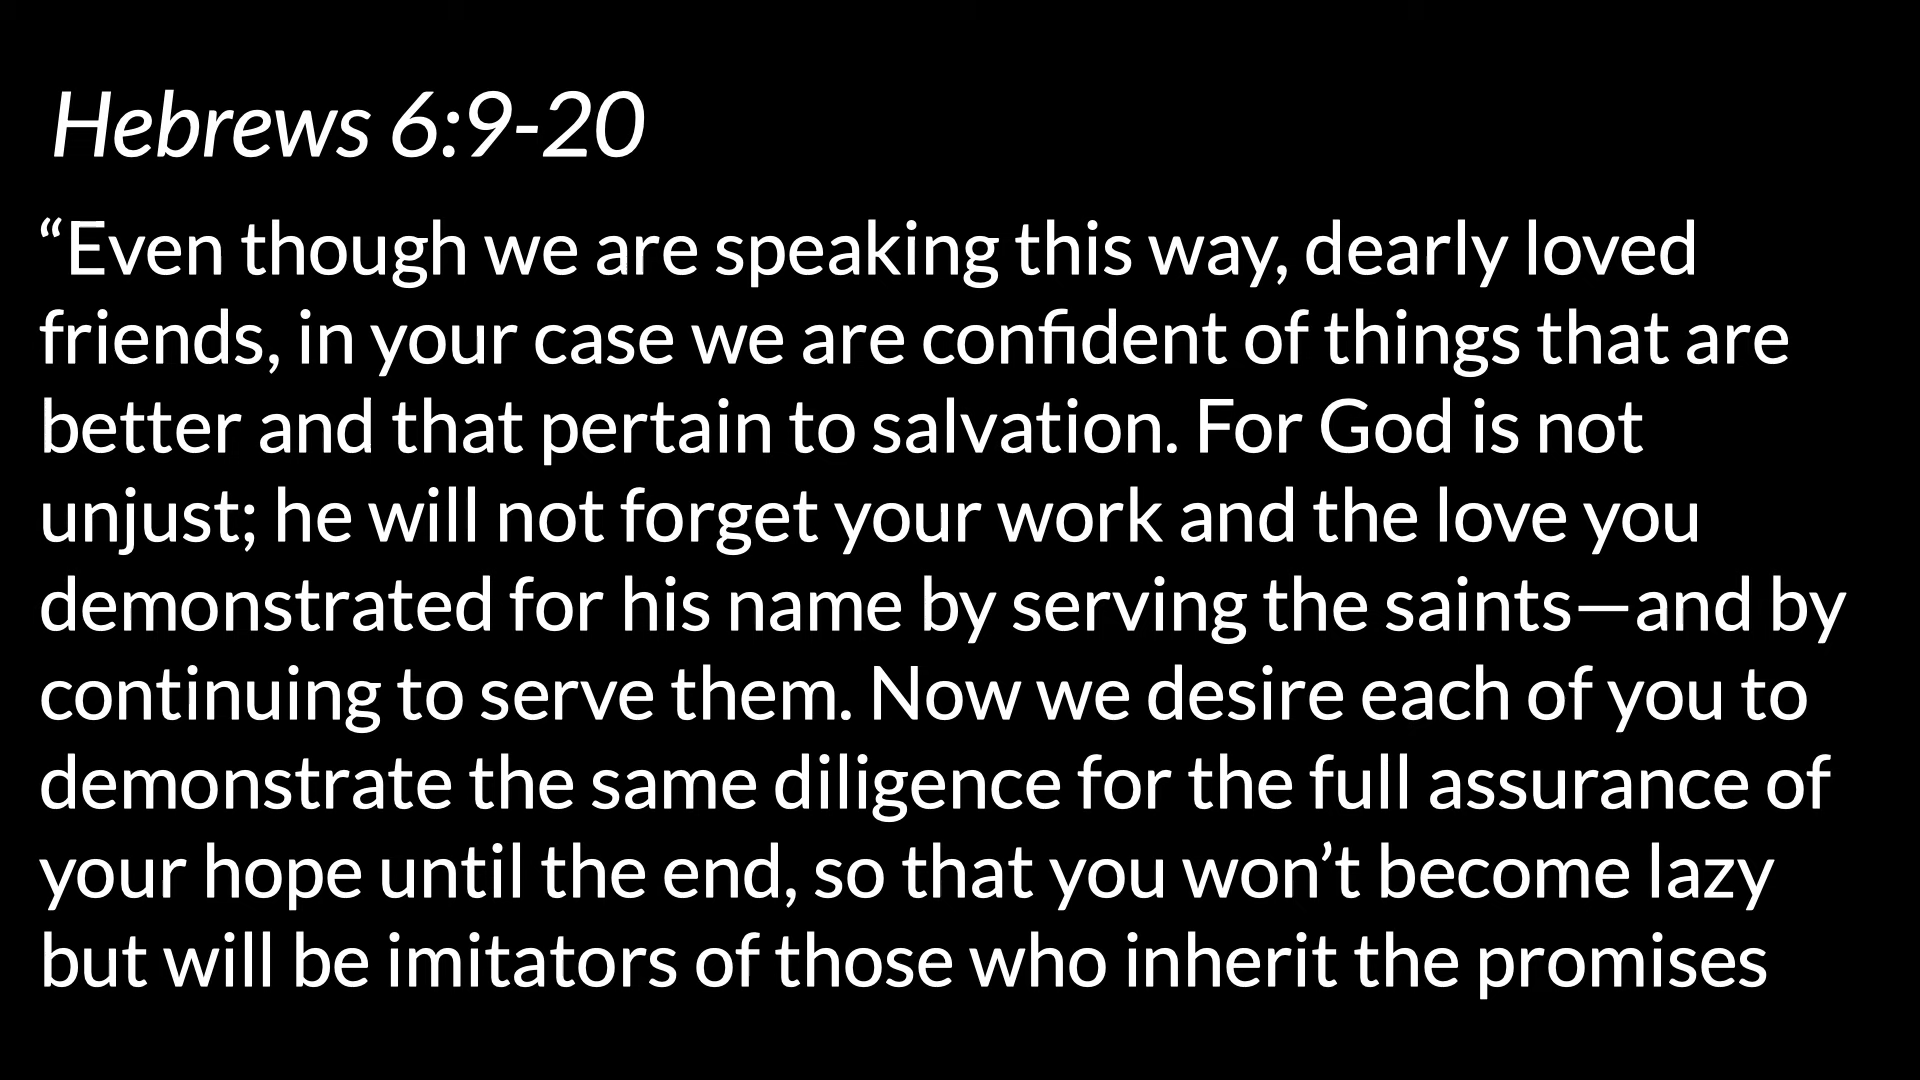 Hebrews 6:9-20
“Even though we are speaking this way, dearly loved
friends, in your case we are confident of things that are
better and that pertain to salvation. For God is not
unjust; he will not forget your work and the love you
demonstrated for his name by serving the saints—and by
continuing to serve them. Now we desire each of you to
demonstrate the same diligence for the full assurance of
your hope until the end, so that you won’t become lazy
but will be imitators of those who inherit the promises